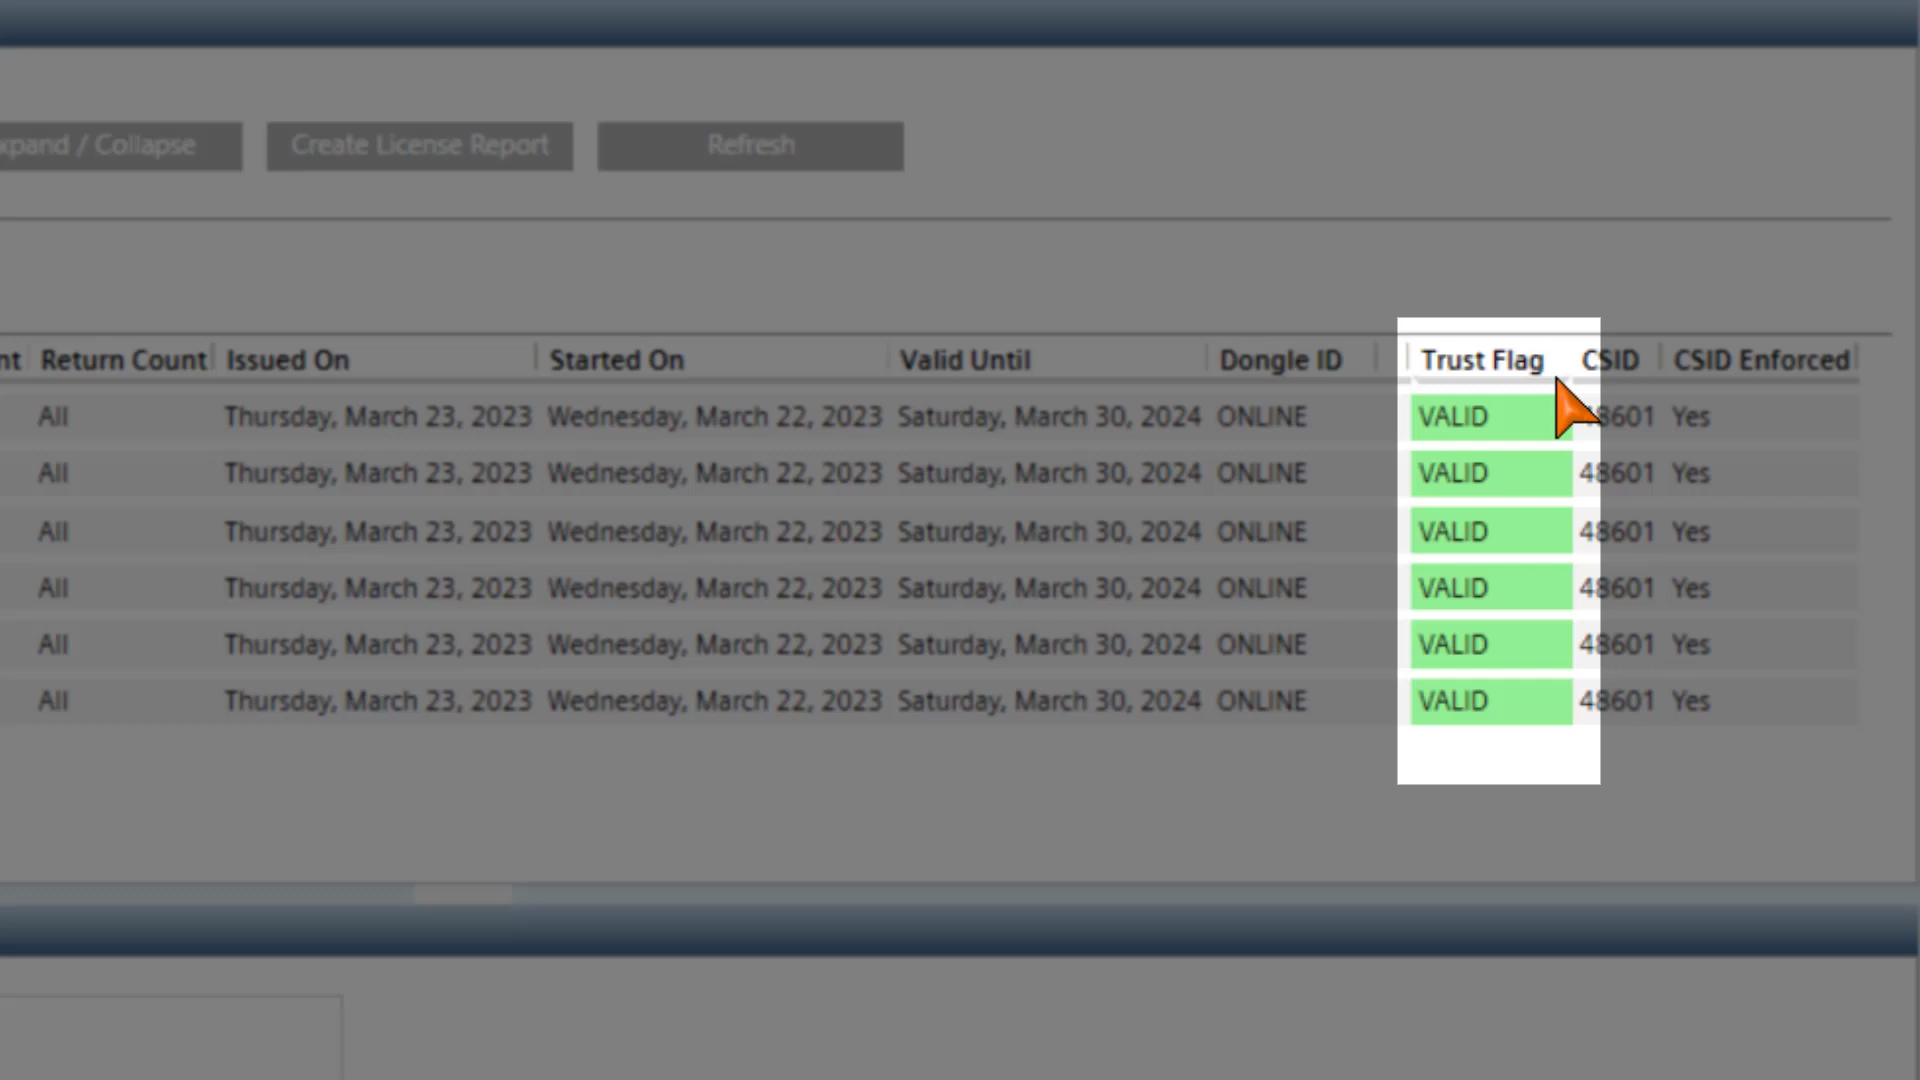 xpand / Collapse Create License Report Refresh
nt Return Count Issued On Started On Valid Until Dongle ID Trust Flag CSID CSID Enforced
All Thursday, March 23, 2023 Wednesday, March 22, 2023 Saturday, March 30, 2024 ONLINE VALID 48601 Yes
All Thursday, March 23, 2023 Wednesday, March 22, 2023 Saturday, March 30, 2024 ONLINE VALID 48601 Yes
All Thursday, March 23, 2023 Wednesday, March 22, 2023 Saturday, March 30, 2024 ONLINE VALID 48601 Yes
All Thursday, March 23, 2023 Wednesday, March 22, 2023 Saturday, March 30, 2024 ONLINE VALID 48601 Yes
All Thursday, March 23, 2023 Wednesday, March 22, 2023 Saturday, March 30, 2024 ONLINE VALID 48601 Yes
All Thursday, March 23, 2023 Wednesday, March 22, 2023 Saturday, March 30, 2024 ONLINE VALID 48601 Yes